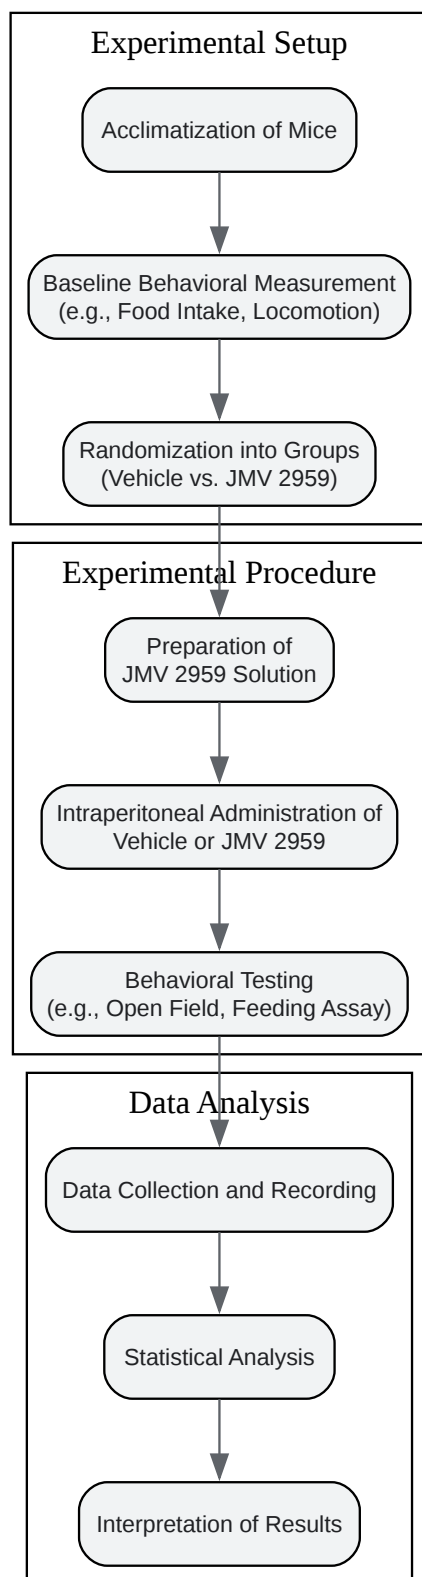 Experimental Setup
Acclimatization of Mice
Baseline Behavioral Measurement
(e.g., Food Intake, Locomotion)
Randomization into Groups
(Vehicle vs. JMV 2959)
Experimental Procedure
Preparation of
JMV 2959 Solution
Intraperitoneal Administration of
Vehicle or JMV 2959
Behavioral Testing
(e.g., Open Field, Feeding Assay)
Data Analysis
Data Collection and Recording
Statistical Analysis
Interpretation of Results